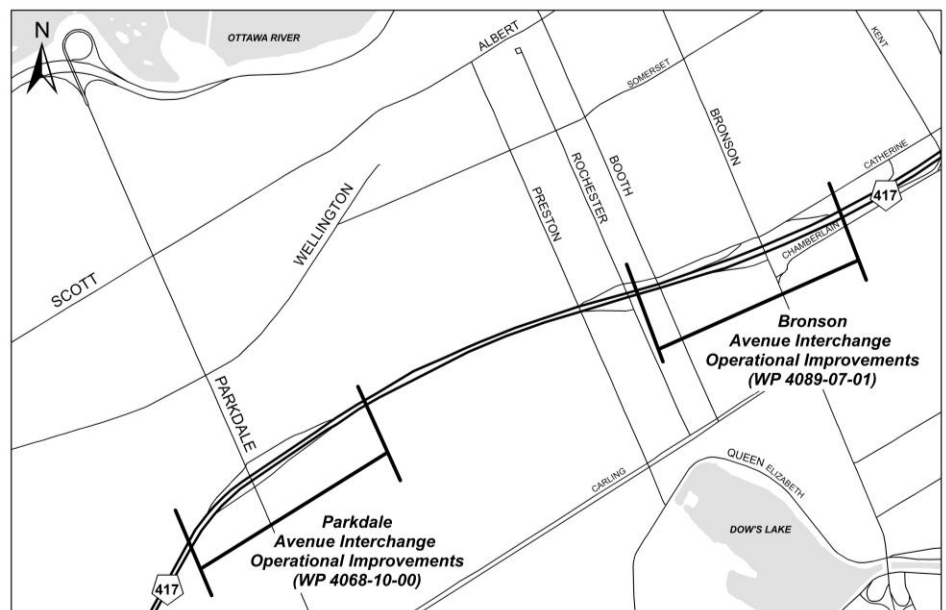 N
OTTAWA RIVER
ALBERT
KENT
SOMERSET
BRONSON
CATHERINE
417
ROCHESTER
BOOTH
PRESTON
WELLINGTON
CHAMBERLAIN
SCOTT
Bronson
Avenue Interchange
Operational Improvements
(WP 4089-07-01)
PARKDALE
QUEEN ELIZABETH
CARLING
DOW'S LAKE
Parkdale
Avenue Interchange
Operational Improvements
(WP 4068-10-00)
417